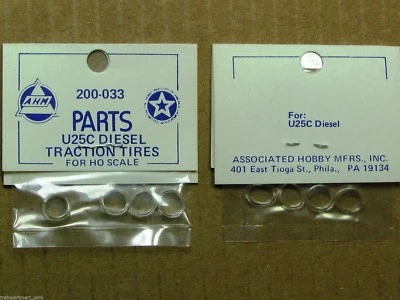 AHM
200-033
PARTS
U25C DIESEL
TRACTION TIRES
FOR HO SCALE
For:
U25C Diesel
ASSOCIATED HOBBY MFRS., INC.
401 East Tioga St., Phila., PA 19134